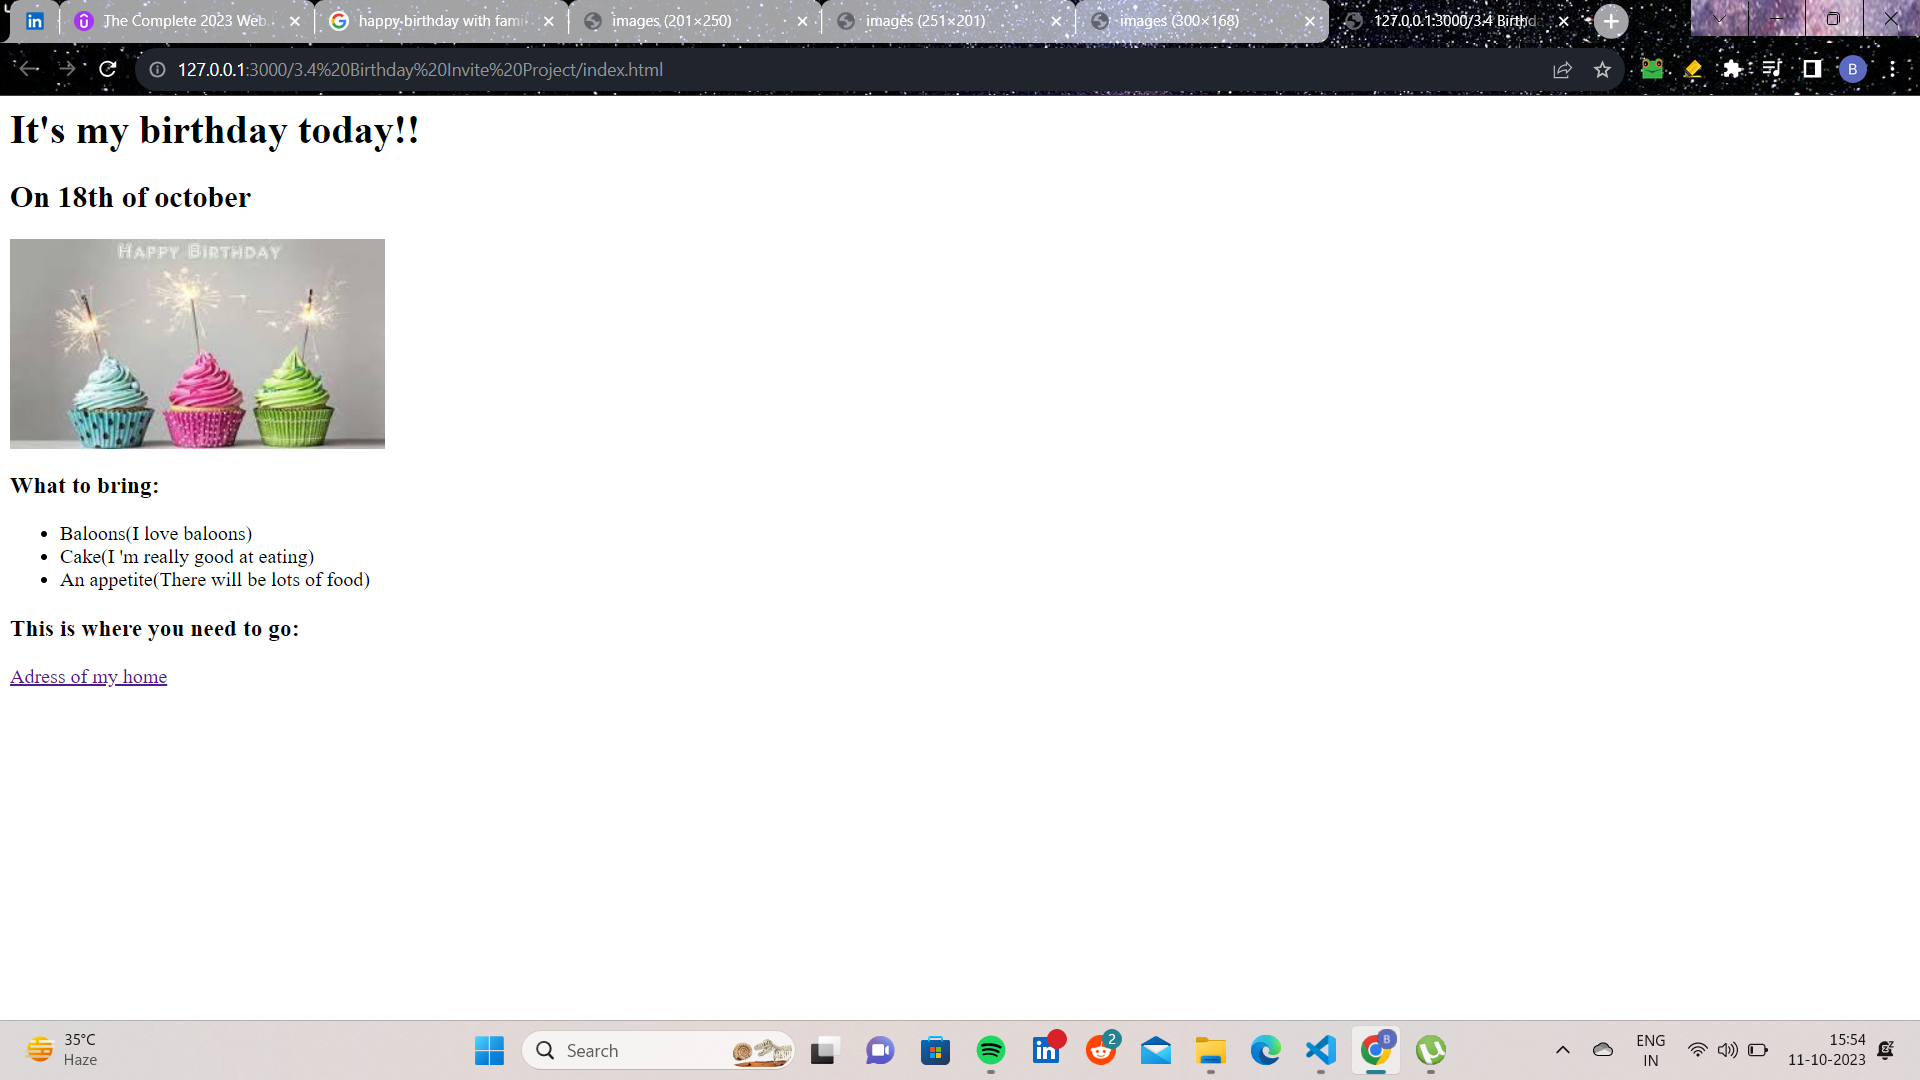 The Complete 2023 Web
happy-birthday with fami
images (201×250)
images (251×201)
images (300×168)
127.0.0.1:3000/3.4 Birthd
127.0.0.1:3000/3.4%20Birthday%20Invite%20Project/index.html
B
It's my birthday today!!
On 18th of october
HAPPY BIRTHDAY
What to bring:
Baloons(I love baloons)
Cake(I 'm really good at eating)
An appetite(There will be lots of food)
This is where you need to go:
Adress of my home
35°C
Haze
Search
2
B
ENG
IN
15:54
11-10-2023